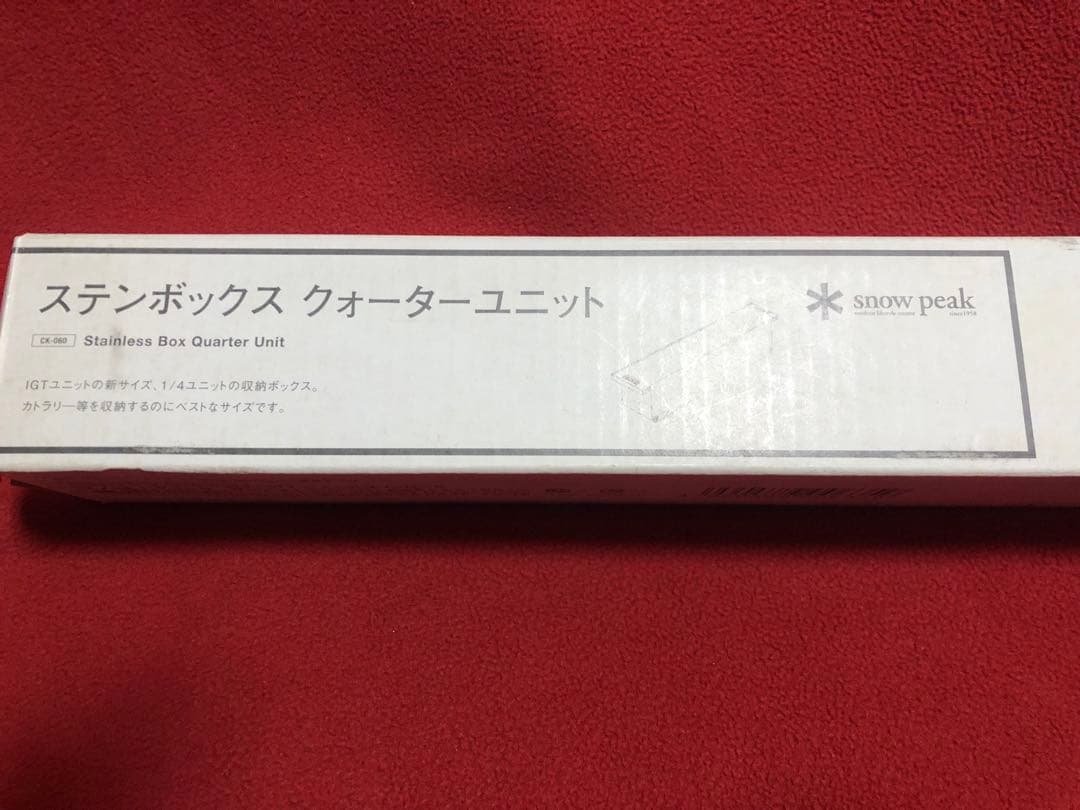 ステンボックス クォーターユニット
CK-060 Stainless Box Quarter Unit
IGTユニットの新サイズ、1/4ユニットの収納ボックス。
カトラリー等を収納するのにベストなサイズです。
snow peak
since1958